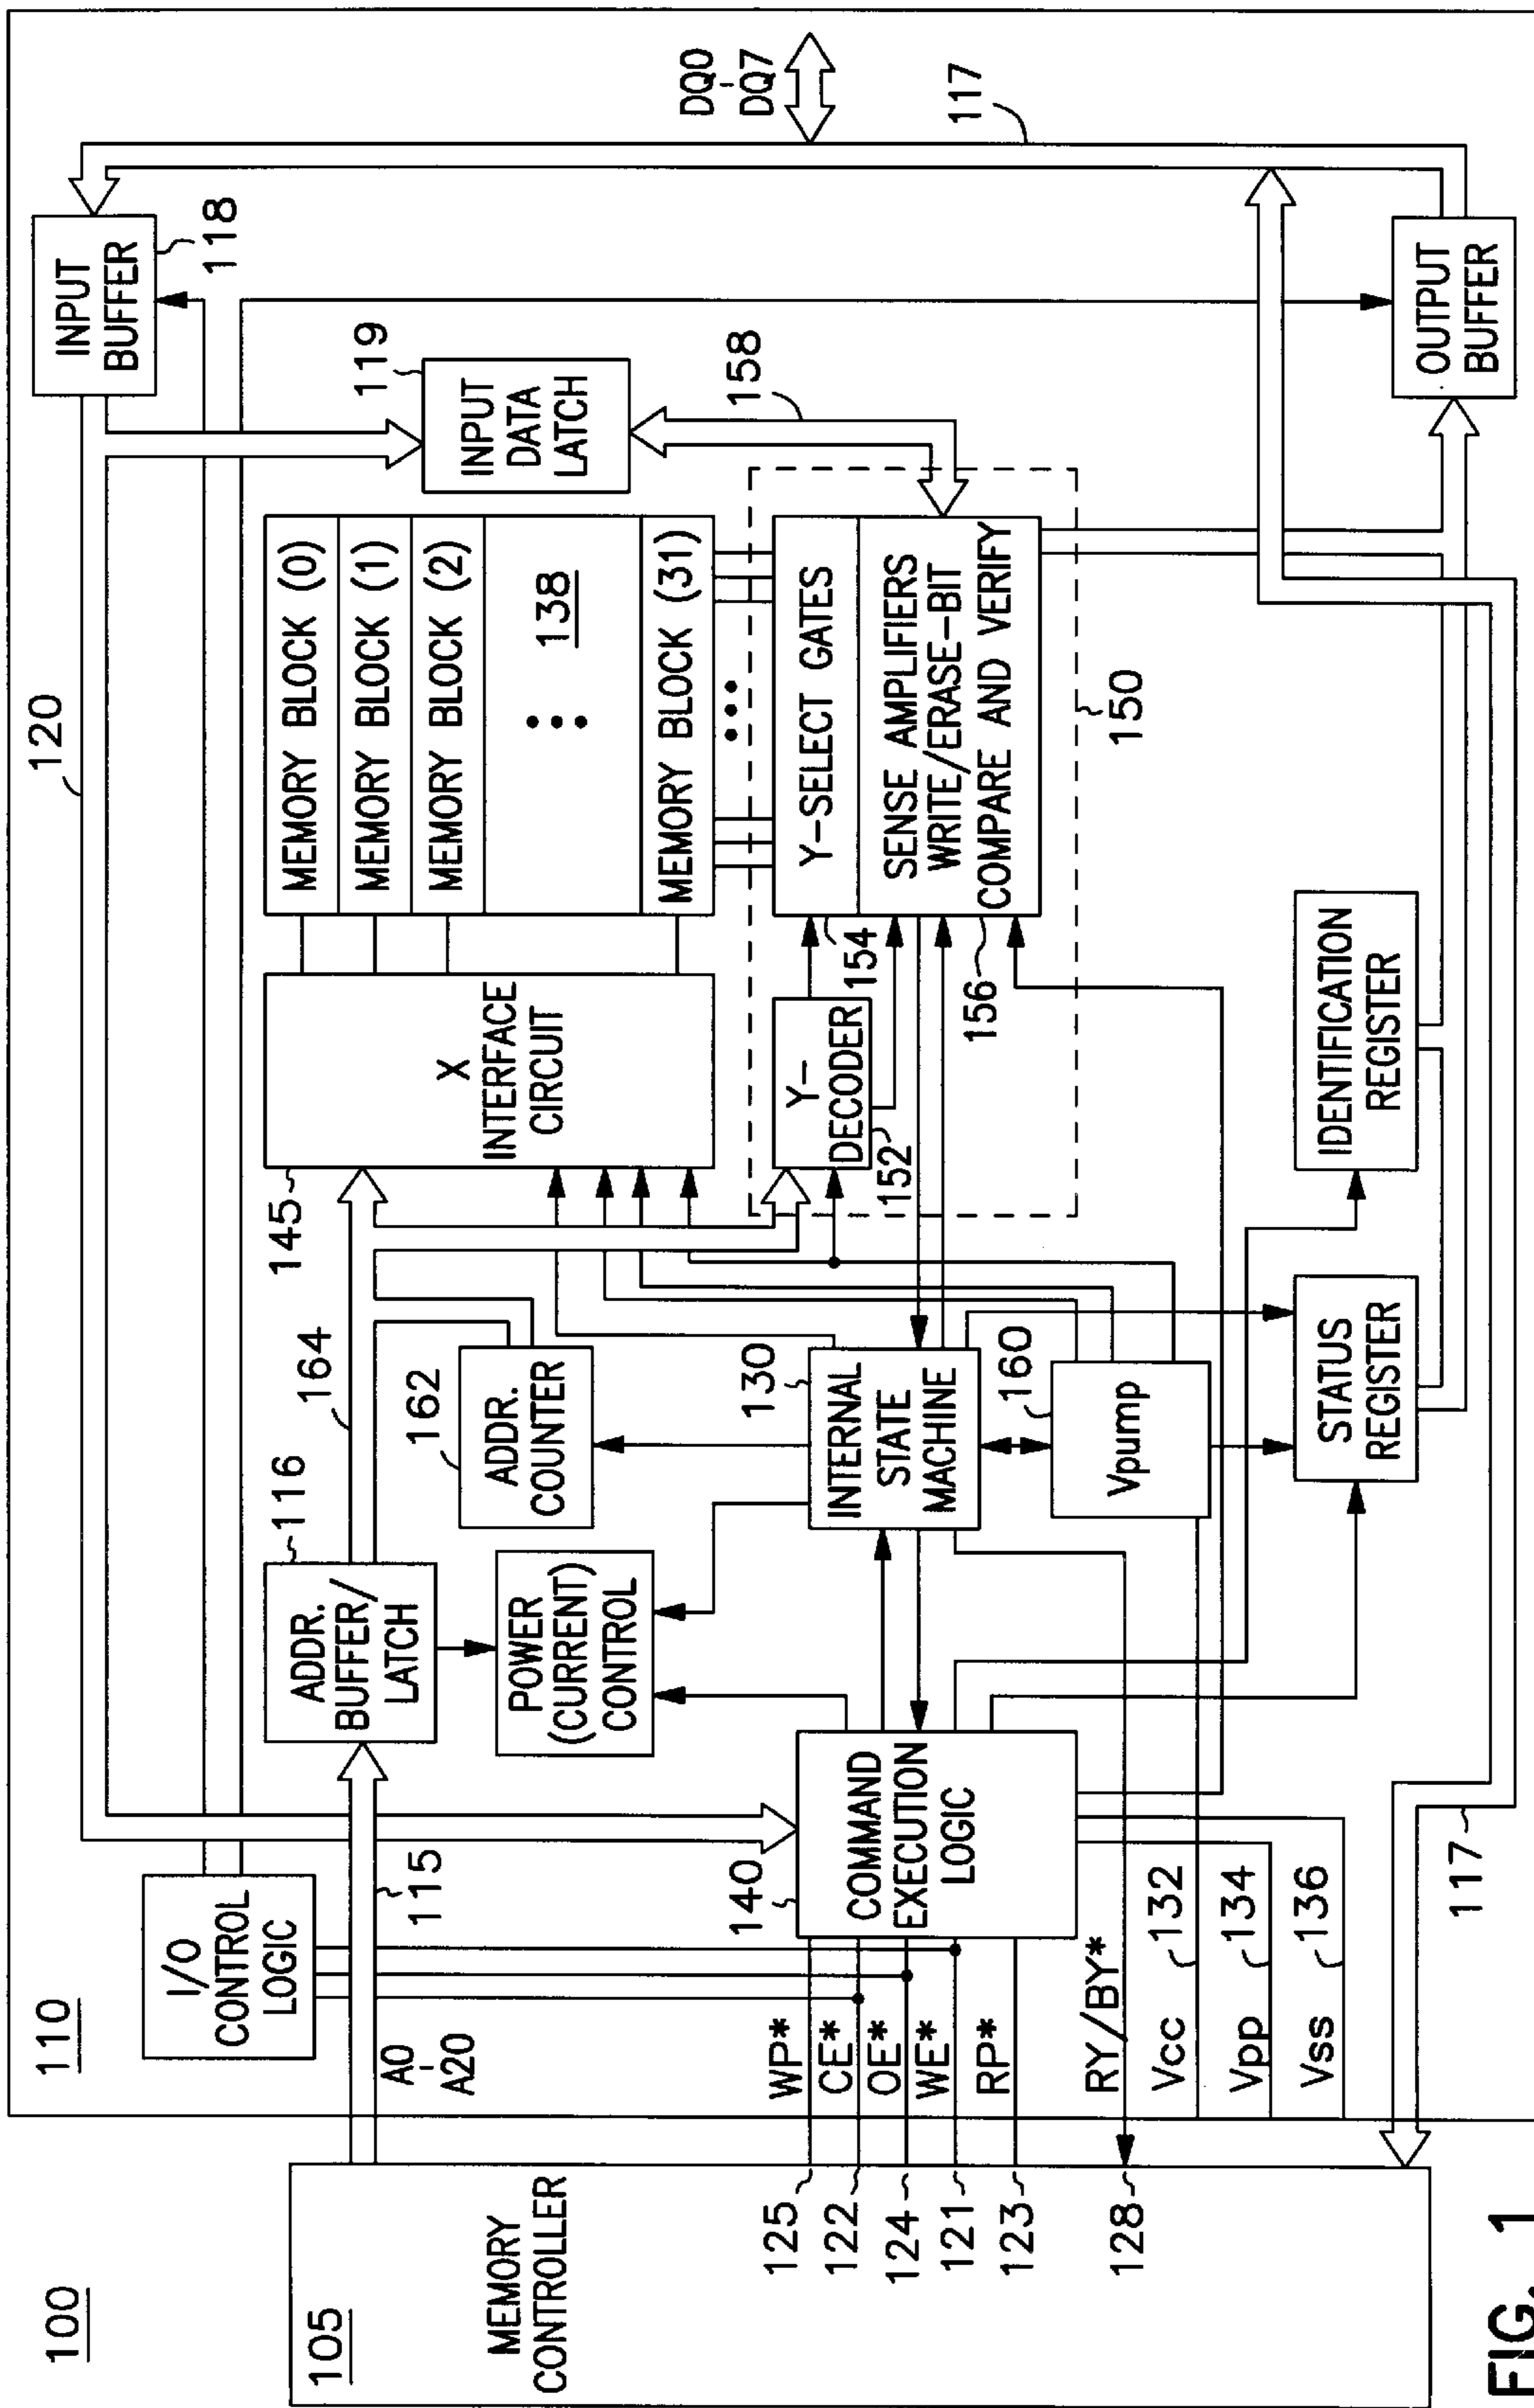 100
110
105
MEMORY
CONTROLLER
I/O
CONTROL
LOGIC
A0
A20
115
120
INPUT
BUFFER
118
DQ0
DQ7
117
ADDR.
BUFFER/
LATCH
116
164
POWER
(CURRENT)
CONTROL
ADDR.
COUNTER
162
X
INTERFACE
CIRCUIT
145
MEMORY BLOCK (0)
MEMORY BLOCK (1)
MEMORY BLOCK (2)
138
MEMORY BLOCK (31)
INPUT
DATA
LATCH
119
158
Y-SELECT GATES
SENSE AMPLIFIERS
WRITE/ERASE-BIT
COMPARE AND VERIFY
Y-
DECODER
152
154
156
150
WP*
CE*
OE*
WE*
RP*
RY/BY*
125
122
124
121
123
128
140
COMMAND
EXECUTION
LOGIC
130
INTERNAL
STATE
MACHINE
160
Vpump
Vcc
132
Vpp
134
Vss
136
STATUS
REGISTER
IDENTIFICATION
REGISTER
OUTPUT
BUFFER
117
FIG. 1